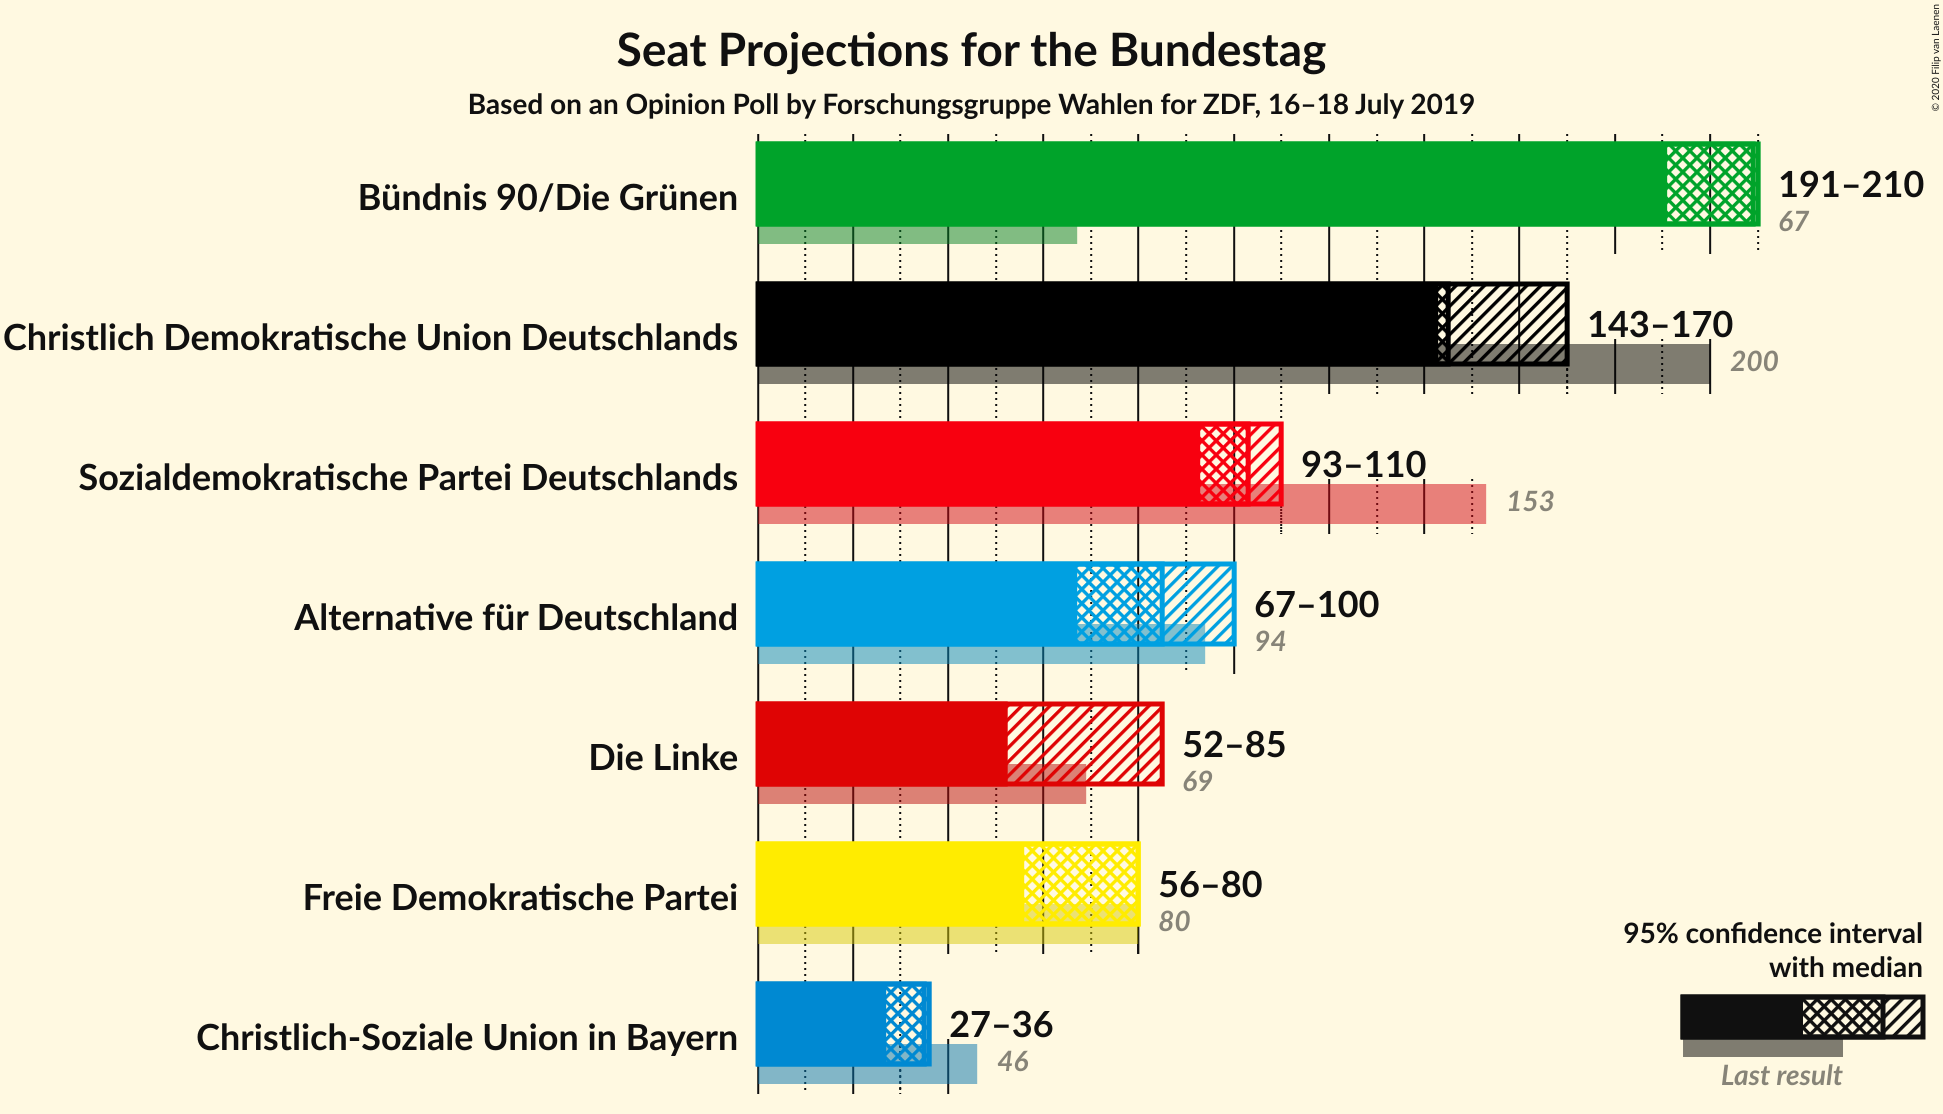 Seat Projections for the Bundestag
Based on an Opinion Poll by Forschungsgruppe Wahlen for ZDF, 16–18 July 2019
© 2020 Filip van Laenen
Bündnis 90/Die Grünen
191–210
67
Christlich Demokratische Union Deutschlands
143–170
200
Sozialdemokratische Partei Deutschlands
93–110
153
Alternative für Deutschland
67–100
94
Die Linke
52–85
69
Freie Demokratische Partei
56–80
80
Christlich-Soziale Union in Bayern
27–36
46
95% confidence interval
with median
Last result